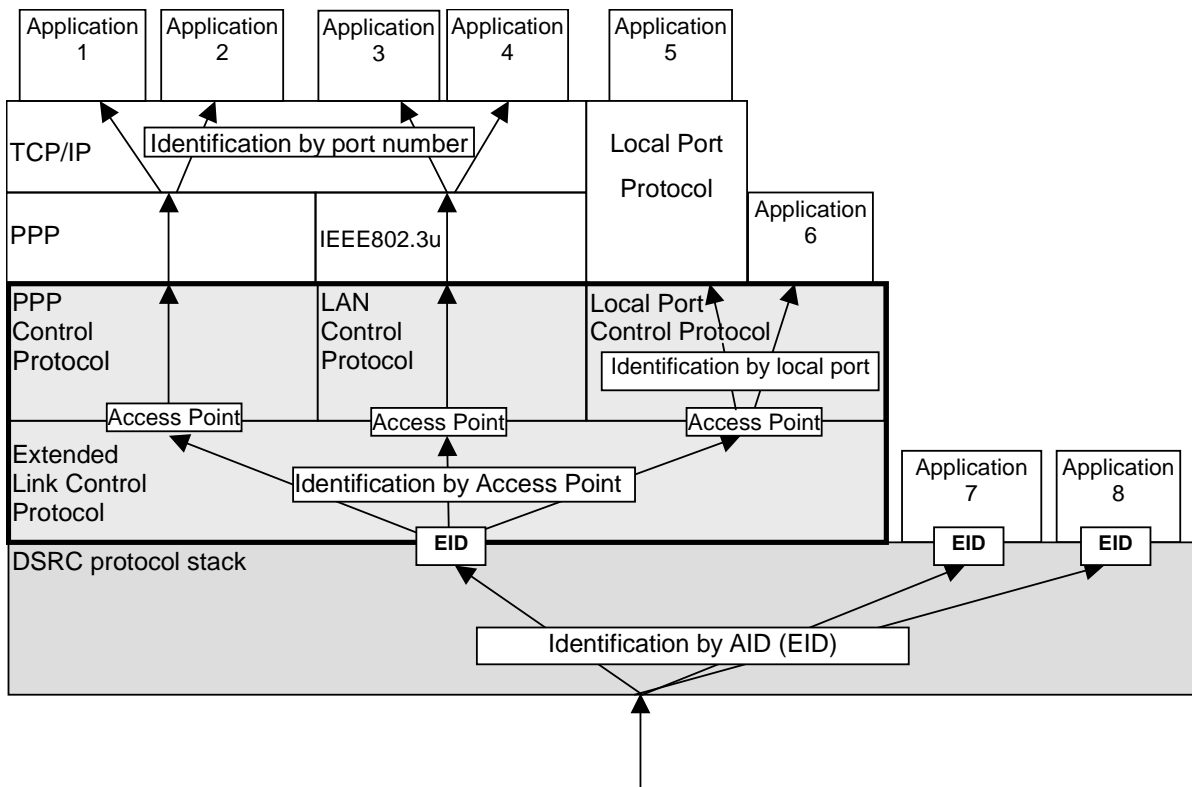 Application
1
Application
2
Application
3
Application
4
Application
5
Identification by port number
TCP/IP
Local Port
Protocol
Application
6
PPP
IEEE802.3u
PPP
Control
Protocol
LAN
Control
Protocol
Local Port
Control Protocol
Identification by local port
Access Point
Access Point
Access Point
Extended
Link Control
Protocol
Identification by Access Point
Application
7
Application
8
EID
EID
EID
DSRC protocol stack
Identification by AID (EID)